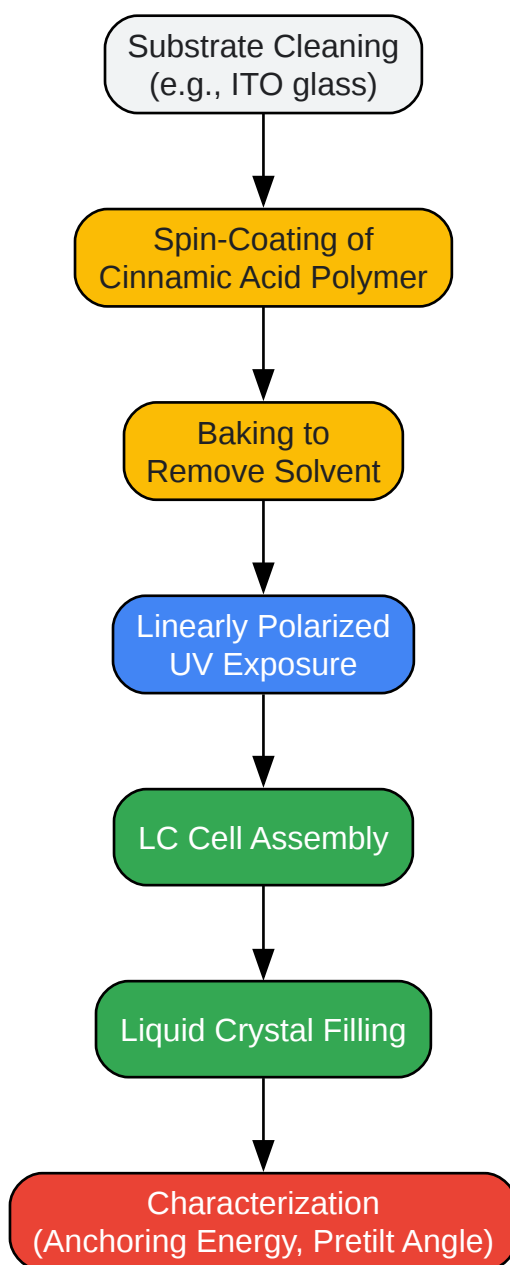 Substrate Cleaning
(e.g., ITO glass)
Spin-Coating of
Cinnamic Acid Polymer
Baking to
Remove Solvent
Linearly Polarized
UV Exposure
LC Cell Assembly
Liquid Crystal Filling
Characterization
(Anchoring Energy, Pretilt Angle)